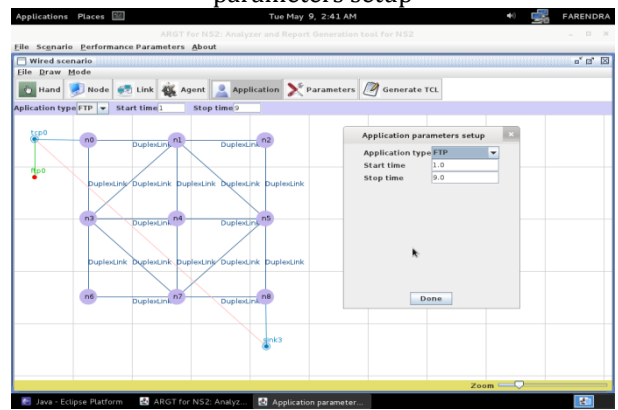 parameters setup
Applications Places Tue May 9, 2:41 AM FARENDRA
ARGT for NS2: Analyzer and Report Generation tool for NS2
File Scenario Performance Parameters About
Wired scenario
File Draw Mode
Hand Node Link Agent Application Parameters Generate TCL
Aplication type FTP Start time 1 Stop time 9
tcp0 n0 DuplexLink n1 DuplexLink n2
ftp0
DuplexLink DuplexLink DuplexLink DuplexLink DuplexLink
n3 DuplexLink n4 DuplexLink n5
DuplexLink DuplexLink DuplexLink DuplexLink DuplexLink
n6 DuplexLink n7 DuplexLink n8
sink3
Application parameters setup
Application type FTP
Start time 1.0
Stop time 9.0
Done
Zoom
Java - Eclipse Platform ARGT for NS2: Analyz... Application parameter...